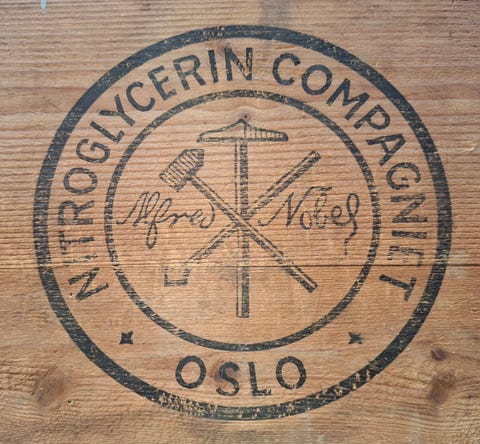 NITROGLYCERIN COMPAGNIET
Alfred Nobel
OSLO